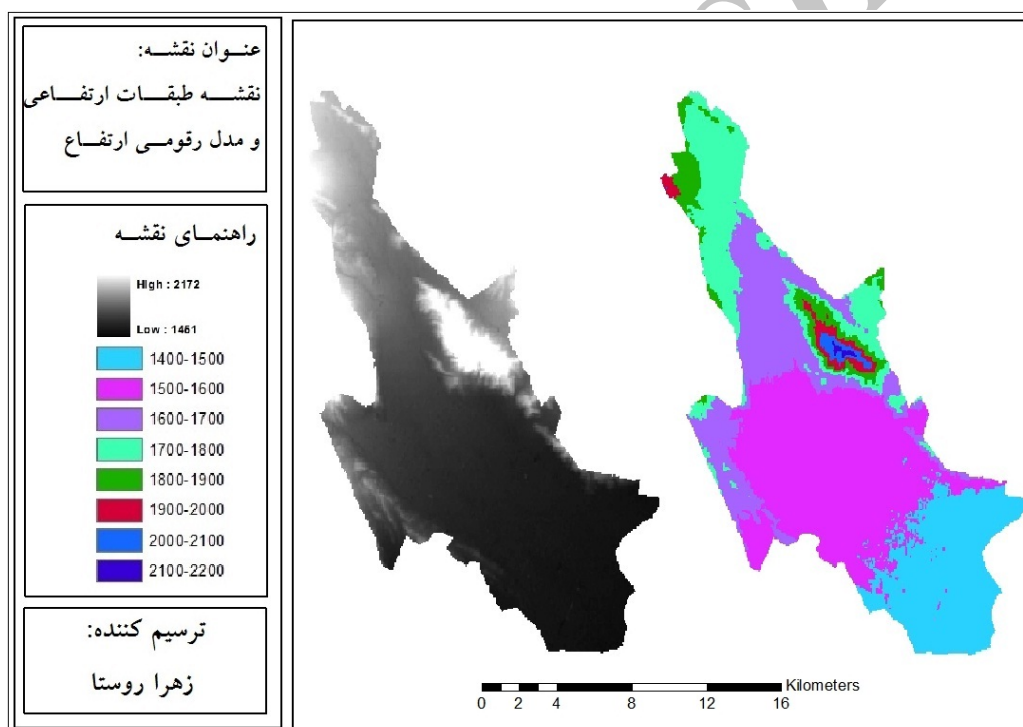 عنوان نقشه:
نقشه طبقات ارتفاعی
و مدل رقومی ارتفاع
راهنمای نقشه
High : 2172
Low : 1461
1400-1500
1500-1600
1600-1700
1700-1800
1800-1900
1900-2000
2000-2100
2100-2200
ترسیم کننده:
زهرا روستا
Kilometers
0 2 4 8 12 16